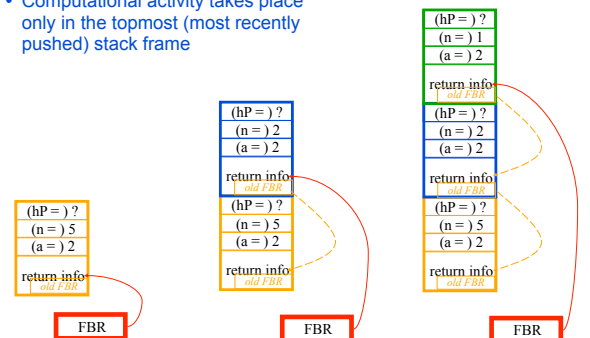 • Computational activity takes place
only in the topmost (most recently
pushed) stack frame
(hP = ) ?
(n = ) 5
(a = ) 2
return info
old FBR
FBR
(hP = ) ?
(n = ) 2
(a = ) 2
return info
old FBR
(hP = ) ?
(n = ) 5
(a = ) 2
return info
old FBR
FBR
(hP = ) ?
(n = ) 1
(a = ) 2
return info
old FBR
(hP = ) ?
(n = ) 2
(a = ) 2
return info
old FBR
(hP = ) ?
(n = ) 5
(a = ) 2
return info
old FBR
FBR